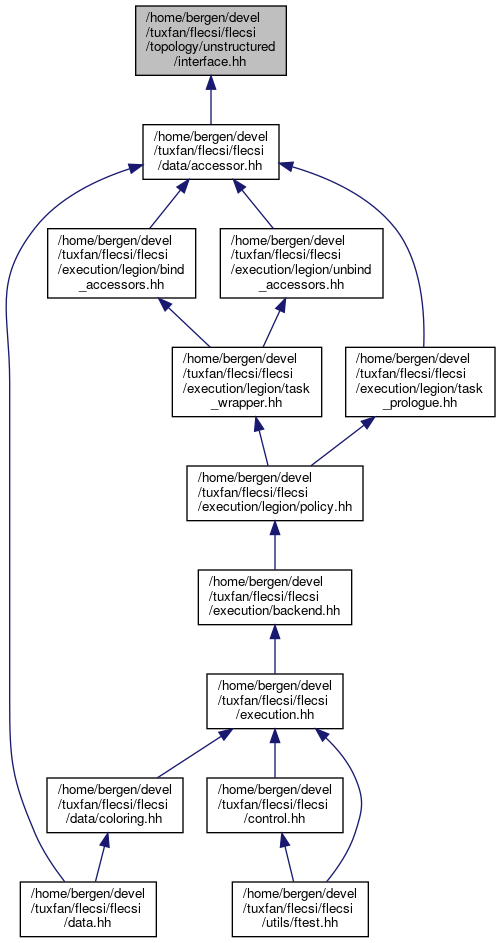 /home/bergen/devel
/tuxfan/flecsi/flecsi
/topology/unstructured
/interface.hh
/home/bergen/devel
/tuxfan/flecsi/flecsi
/data/accessor.hh
/home/bergen/devel
/tuxfan/flecsi/flecsi
/execution/legion/bind
_accessors.hh
/home/bergen/devel
/tuxfan/flecsi/flecsi
/execution/legion/unbind
_accessors.hh
/home/bergen/devel
/tuxfan/flecsi/flecsi
/execution/legion/task
_wrapper.hh
/home/bergen/devel
/tuxfan/flecsi/flecsi
/execution/legion/task
_prologue.hh
/home/bergen/devel
/tuxfan/flecsi/flecsi
/execution/legion/policy.hh
/home/bergen/devel
/tuxfan/flecsi/flecsi
/execution/backend.hh
/home/bergen/devel
/tuxfan/flecsi/flecsi
/execution.hh
/home/bergen/devel
/tuxfan/flecsi/flecsi
/data/coloring.hh
/home/bergen/devel
/tuxfan/flecsi/flecsi
/control.hh
/home/bergen/devel
/tuxfan/flecsi/flecsi
/data.hh
/home/bergen/devel
/tuxfan/flecsi/flecsi
/utils/ftest.hh